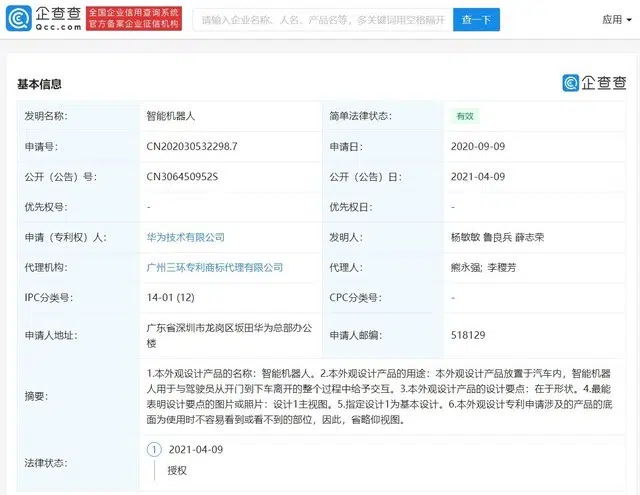 企查查
Qcc.com
全国企业信用查询系统
官方备案企业征信机构
请输入企业名称、人名、产品名等，多关键词用空格隔开
查一下
应用
基本信息
企查查
发明名称： 智能机器人 简单法律状态： 有效
申请号： CN202030532298.7 申请日： 2020-09-09
公开（公告）号： CN306450952S 公开（公告）日： 2021-04-09
优先权号： - 优先权日： -
申请（专利权）人： 华为技术有限公司 发明人： 杨敏敏 鲁良兵 薛志荣
代理机构： 广州三环专利商标代理有限公司 代理人： 熊永强; 李稷芳
IPC分类号： 14-01 (12) CPC分类号： -
申请人地址： 广东省深圳市龙岗区坂田华为总部办公 申请人邮编： 518129
楼
摘要：
1.本外观设计产品的名称：智能机器人。2.本外观设计产品的用途：本外观设计产品放置于汽车内，智能机器
人用于与驾驶员从开门到下车离开的整个过程中给予交互。3.本外观设计产品的设计要点：在于形状。4.最能
表明设计要点的图片或照片：设计1主视图。5.指定设计1为基本设计。6.本外观设计专利申请涉及的产品的底
面为使用时不容易看到或看不到的部位，因此，省略仰视图。
法律状态：
1 2021-04-09
授权